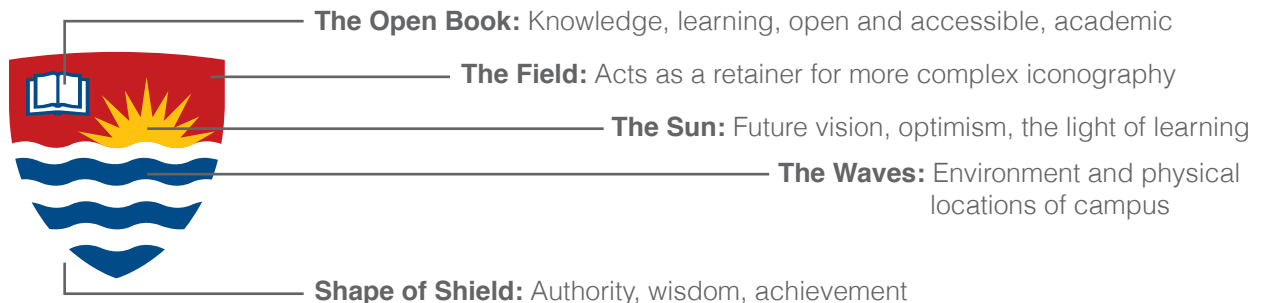 The Open Book: Knowledge, learning, open and accessible, academic
The Field: Acts as a retainer for more complex iconography
The Sun: Future vision, optimism, the light of learning
The Waves: Environment and physical
locations of campus
Shape of Shield: Authority, wisdom, achievement